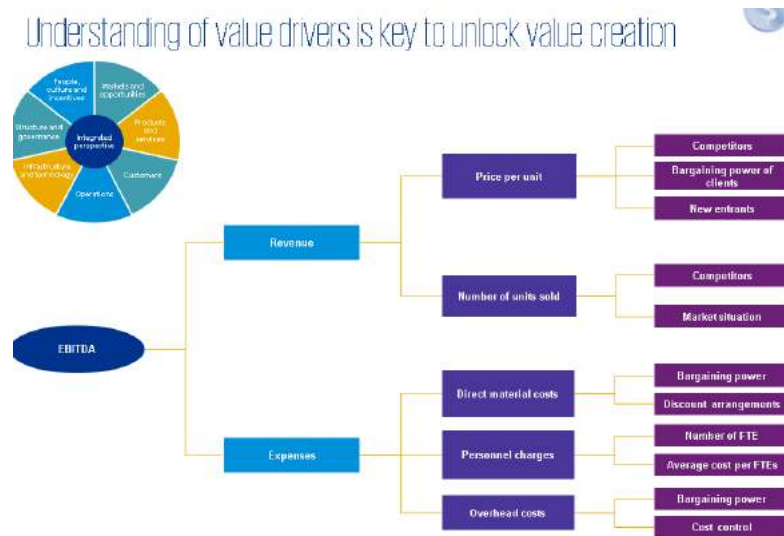 Understanding of value drivers is key to unlock value creation
People,
culture and
incentives
Markets and
opportunities
Structure and
governance
Integrated
perspective
Products
and
services
Infrastructure
and technology
Customers
Operations
Competitors
Price per unit
Bargaining power of
clients
New entrants
Revenue
Competitors
Number of units sold
Market situation
EBITDA
Bargaining power
Direct material costs
Discount arrangements
Number of FTE
Expenses
Personnel charges
Average cost per FTEs
Bargaining power
Overhead costs
Cost control